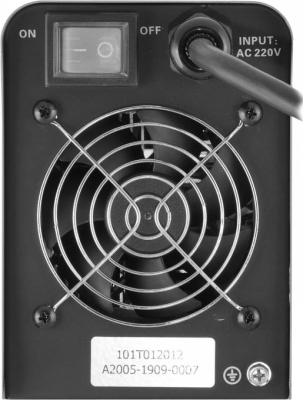 ON
OFF
INPUT:
AC 220V
101T012012
A2005-1909-0007